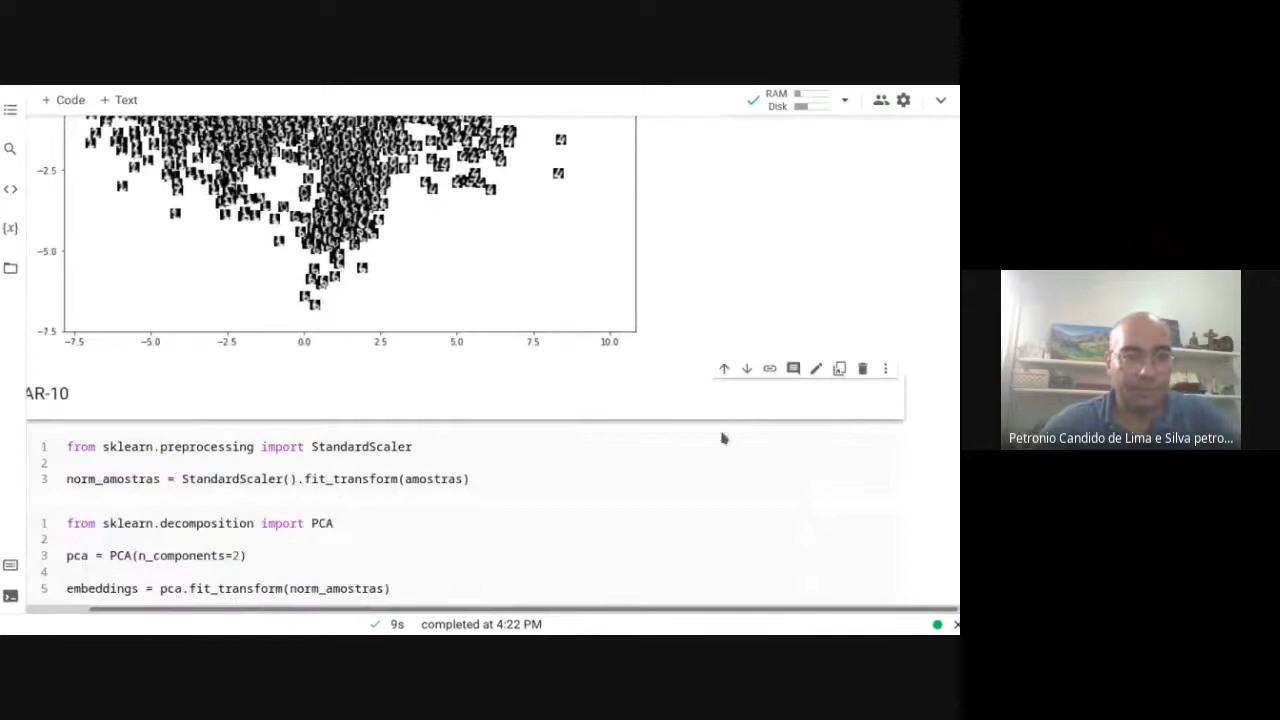 + Code + Text
RAM
Disk
−2.5
−5.0
−7.5
−7.5 −5.0 −2.5 0.0 2.5 5.0 7.5 10.0
AR-10
1 from sklearn.preprocessing import StandardScaler
2
3 norm_amostras = StandardScaler().fit_transform(amostras)
1 from sklearn.decomposition import PCA
2
3 pca = PCA(n_components=2)
4
5 embeddings = pca.fit_transform(norm_amostras)
9s completed at 4:22 PM
Petronio Candido de Lima e Silva petro...